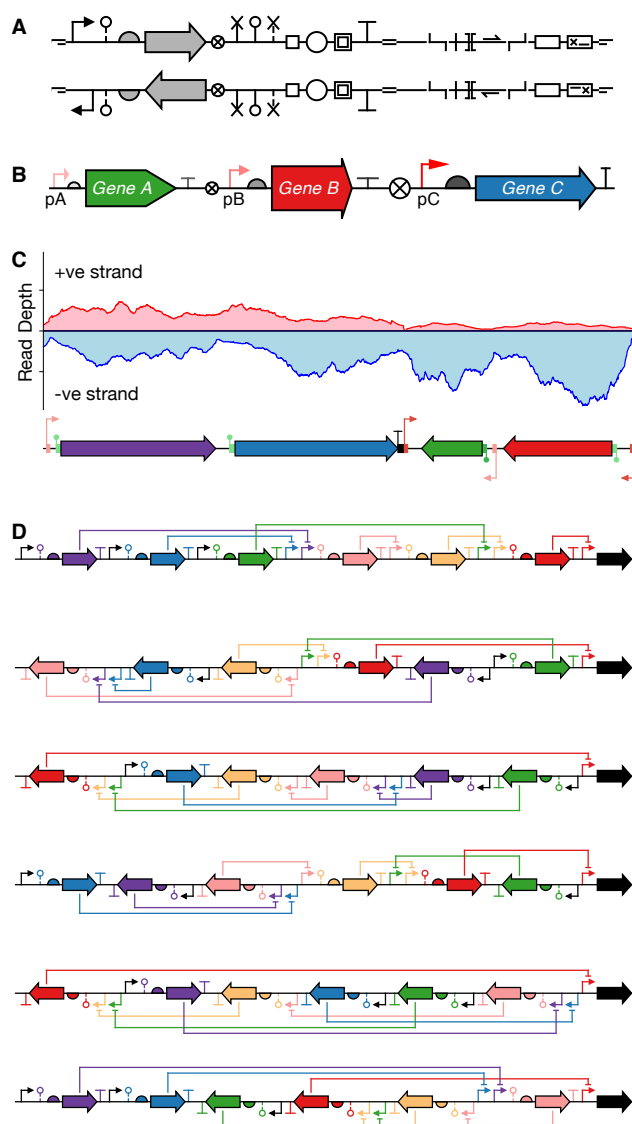 A
B
Gene A
Gene B
Gene C
pA
pB
pC
C
+ve strand
Read Depth
-ve strand
D